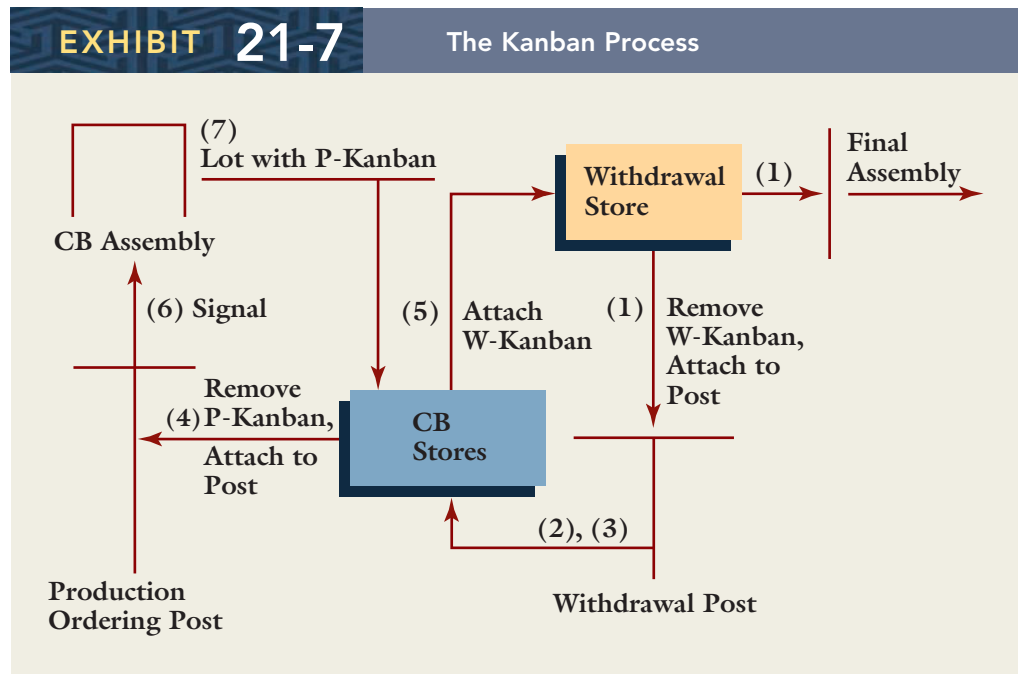 EXHIBIT 21-7
The Kanban Process
(7)
Lot with P-Kanban
CB Assembly
(6) Signal
Withdrawal
Store
(1)
Final
Assembly
(5)
Attach
W-Kanban
(1)
Remove
W-Kanban,
Attach to
Post
Remove
(4) P-Kanban,
Attach to
Post
CB
Stores
(2), (3)
Production
Ordering Post
Withdrawal Post